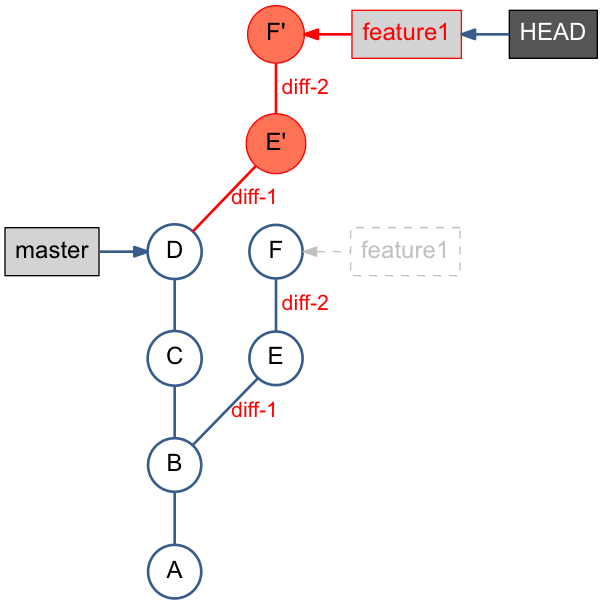 F' feature1 HEAD
diff-2
E'
diff-1
master D F feature1
diff-2
C E
diff-1
B
A